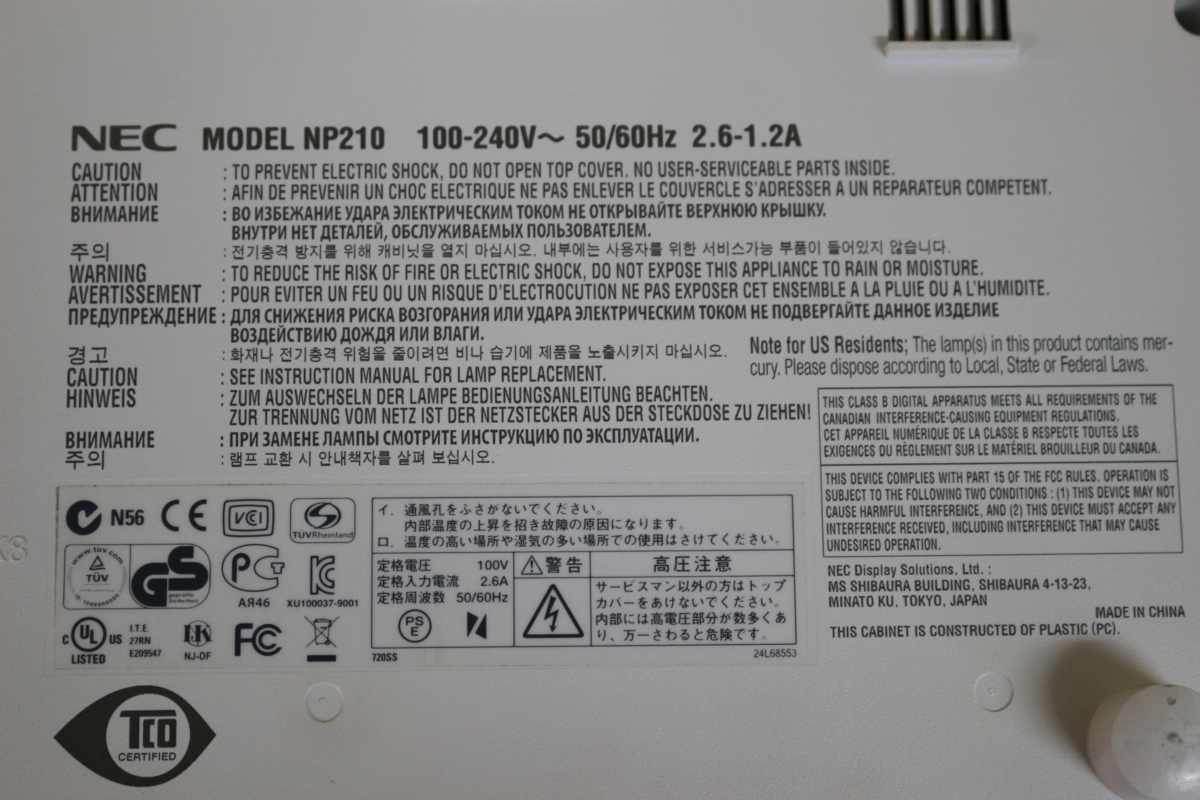 NEC MODEL NP210 100-240V～ 50/60Hz 2.6-1.2A
CAUTION : TO PREVENT ELECTRIC SHOCK, DO NOT OPEN TOP COVER. NO USER-SERVICEABLE PARTS INSIDE.
ATTENTION : AFIN DE PREVENIR UN CHOC ELECTRIQUE NE PAS ENLEVER LE COUVERCLE S'ADRESSER A UN REPARATEUR COMPETENT.
ВНИМАНИЕ : ВО ИЗБЕЖАНИЕ УДАРА ЭЛЕКТРИЧЕСКИМ ТОКОМ НЕ ОТКРЫВАЙТЕ ВЕРХНЮЮ КРЫШКУ.
ВНУТРИ НЕТ ДЕТАЛЕЙ, ОБСЛУЖИВАЕМЫХ ПОЛЬЗОВАТЕЛЕМ.
주의 : 전기충격 방지를 위해 캐비닛을 열지 마십시오. 내부에는 사용자를 위한 서비스가능 부품이 들어있지 않습니다.
WARNING : TO REDUCE THE RISK OF FIRE OR ELECTRIC SHOCK, DO NOT EXPOSE THIS APPLIANCE TO RAIN OR MOISTURE.
AVERTISSEMENT : POUR EVITER UN FEU OU UN RISQUE D'ELECTROCUTION NE PAS EXPOSER CET ENSEMBLE A LA PLUIE OU A L'HUMIDITE.
ПРЕДУПРЕЖДЕНИЕ : ДЛЯ СНИЖЕНИЯ РИСКА ВОЗГОРАНИЯ ИЛИ УДАРА ЭЛЕКТРИЧЕСКИМ ТОКОМ НЕ ПОДВЕРГАЙТЕ ДАННОЕ ИЗДЕЛИЕ
ВОЗДЕЙСТВИЮ ДОЖДЯ ИЛИ ВЛАГИ.
경고 : 화재나 전기충격 위험을 줄이려면 비나 습기에 제품을 노출시키지 마십시오.
CAUTION : SEE INSTRUCTION MANUAL FOR LAMP REPLACEMENT.
HINWEIS : ZUM AUSWECHSELN DER LAMPE BEDIENUNGSANLEITUNG BEACHTEN.
ZUR TRENNUNG VOM NETZ IST DER NETZSTECKER AUS DER STECKDOSE ZU ZIEHEN!
ВНИМАНИЕ : ПРИ ЗАМЕНЕ ЛАМПЫ СМОТРИТЕ ИНСТРУКЦИЮ ПО ЭКСПЛУАТАЦИИ.
주의 : 램프 교환 시 안내책자를 살펴 보십시오.
Note for US Residents; The lamp(s) in this product contains mer-
cury. Please dispose according to Local, State or Federal Laws.
THIS CLASS B DIGITAL APPARATUS MEETS ALL REQUIREMENTS OF THE
CANADIAN INTERFERENCE-CAUSING EQUIPMENT REGULATIONS.
CET APPAREIL NUMÉRIQUE DE LA CLASSE B RESPECTE TOUTES LES
EXIGENCES DU RÈGLEMENT SUR LE MATÉRIEL BROUILLEUR DU CANADA.
THIS DEVICE COMPLIES WITH PART 15 OF THE FCC RULES. OPERATION IS
SUBJECT TO THE FOLLOWING TWO CONDITIONS : (1) THIS DEVICE MAY NOT
CAUSE HARMFUL INTERFERENCE, AND (2) THIS DEVICE MUST ACCEPT ANY
INTERFERENCE RECEIVED, INCLUDING INTERFERENCE THAT MAY CAUSE
UNDESIRED OPERATION.
NEC Display Solutions, Ltd. :
MS SHIBAURA BUILDING, SHIBAURA 4-13-23,
MINATO KU, TOKYO, JAPAN
MADE IN CHINA
THIS CABINET IS CONSTRUCTED OF PLASTIC (PC).
N56 CE VCCI
TÜVRheinland
www.tuv.com
TÜV
GS
geprüfte
Sicherheit
АЯ46
XU100037-9001
C UL US
LISTED
I.T.E.
27RN
E209547
NJ-DF
FC
イ. 通風孔をふさがないでください。
内部温度の上昇を招き故障の原因になります。
ロ. 温度の高い場所や湿気の多い場所での使用はさけてください。
定格電圧 100V
定格入力電流 2.6A
定格周波数 50/60Hz
PS
E
警告
高圧注意
サービスマン以外の方はトップ
カバーをあけないでください。
内部には高電圧部分が数多くあ
り、万一さわると危険です。
720SS
24L68553
TCO
CERTIFIED